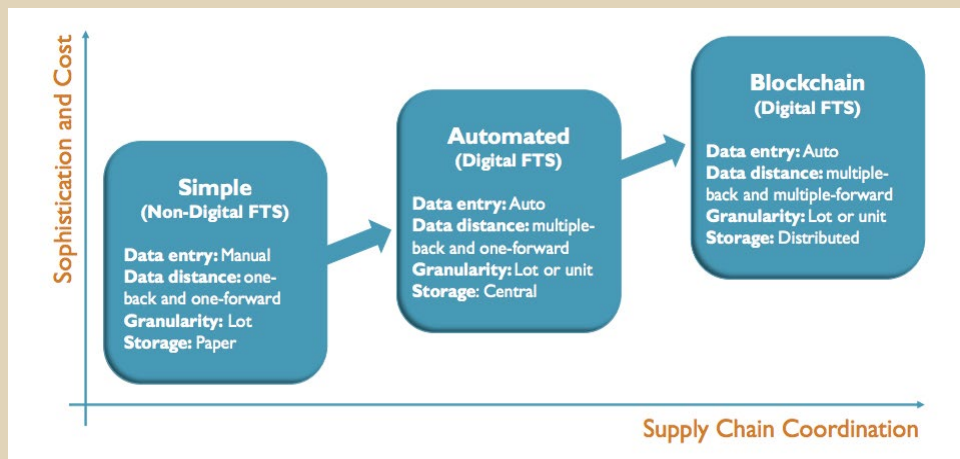 Sophistication and Cost
Simple
(Non-Digital FTS)
Data entry: Manual
Data distance: one-
back and one-forward
Granularity: Lot
Storage: Paper
Automated
(Digital FTS)
Data entry: Auto
Data distance: multiple-
back and one-forward
Granularity: Lot or unit
Storage: Central
Blockchain
(Digital FTS)
Data entry: Auto
Data distance: multiple-
back and multiple-forward
Granularity: Lot or unit
Storage: Distributed
Supply Chain Coordination